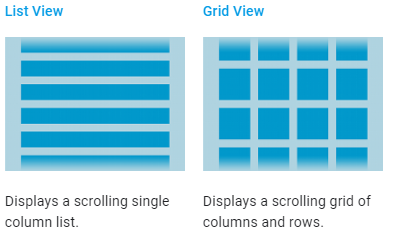 List View
Grid View
Displays a scrolling single
column list.
Displays a scrolling grid of
columns and rows.